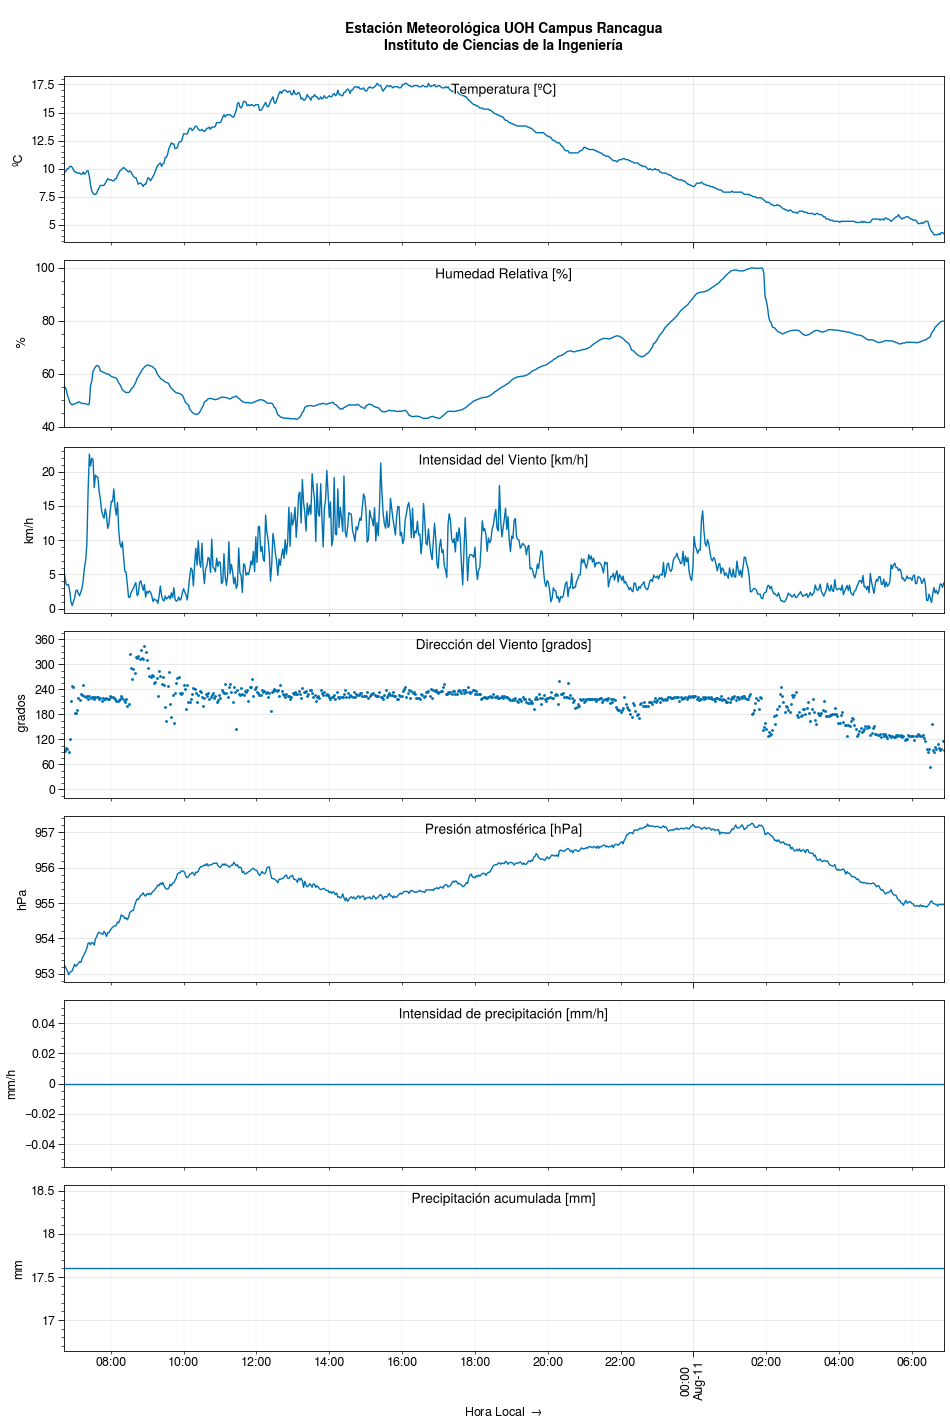 Estación Meteorológica UOH Campus Rancagua
Instituto de Ciencias de la Ingeniería
Temperatura [ºC]
ºC
17.5
15
12.5
10
7.5
5
Humedad Relativa [%]
%
100
80
60
40
Intensidad del Viento [km/h]
km/h
20
15
10
5
0
Dirección del Viento [grados]
grados
360
300
240
180
120
60
0
Presión atmosférica [hPa]
hPa
957
956
955
954
953
Intensidad de precipitación [mm/h]
mm/h
0.04
0.02
0
−0.02
−0.04
Precipitación acumulada [mm]
mm
18.5
18
17.5
17
08:00 10:00 12:00 14:00 16:00 18:00 20:00 22:00 00:00 02:00 04:00 06:00
Aug-11
Hora Local →